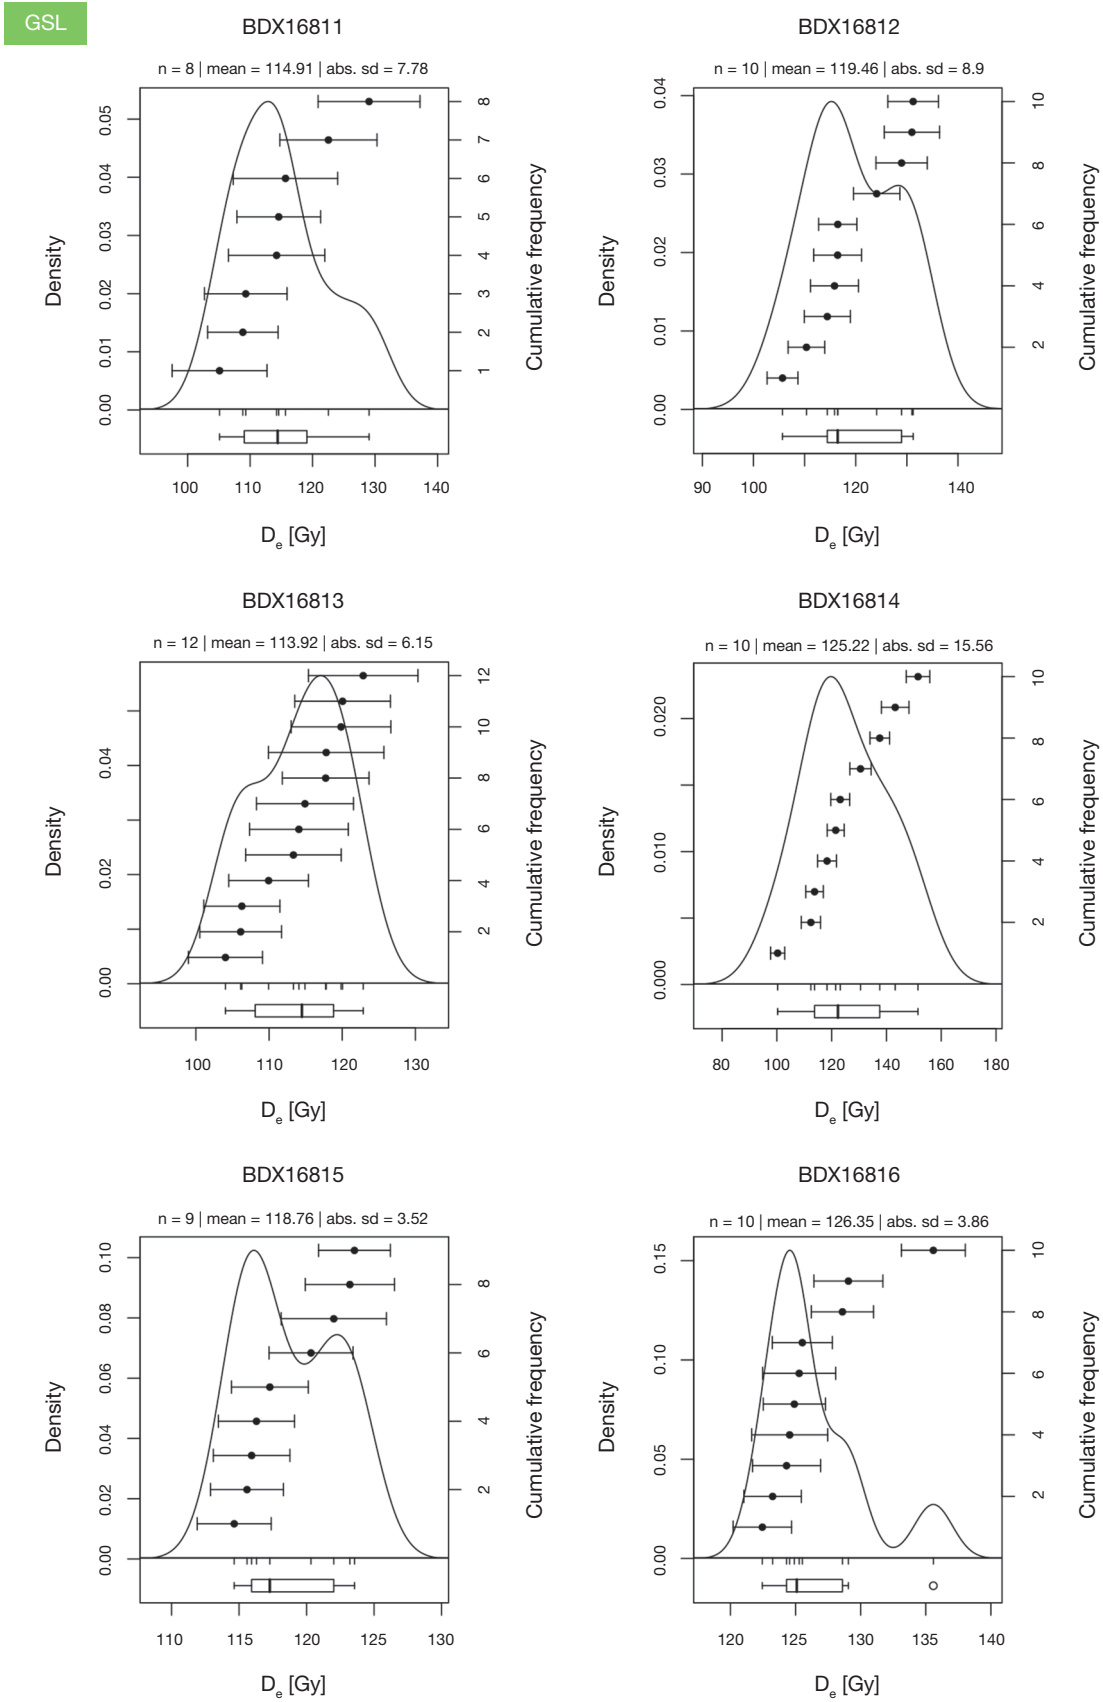 GSL
BDX16811
n = 8 | mean = 114.91 | abs. sd = 7.78
Density
0.00 0.01 0.02 0.03 0.04 0.05
Cumulative frequency
1 2 3 4 5 6 7 8
100 110 120 130 140
De [Gy]
BDX16812
n = 10 | mean = 119.46 | abs. sd = 8.9
Density
0.00 0.01 0.02 0.03 0.04
Cumulative frequency
2 4 6 8 10
90 100 120 140
De [Gy]
BDX16813
n = 12 | mean = 113.92 | abs. sd = 6.15
Density
0.00 0.02 0.04
Cumulative frequency
2 4 6 8 10 12
100 110 120 130
De [Gy]
BDX16814
n = 10 | mean = 125.22 | abs. sd = 15.56
Density
0.000 0.010 0.020
Cumulative frequency
2 4 6 8 10
80 100 120 140 160 180
De [Gy]
BDX16815
n = 9 | mean = 118.76 | abs. sd = 3.52
Density
0.00 0.02 0.04 0.06 0.08 0.10
Cumulative frequency
2 4 6 8
110 115 120 125 130
De [Gy]
BDX16816
n = 10 | mean = 126.35 | abs. sd = 3.86
Density
0.00 0.05 0.10 0.15
Cumulative frequency
2 4 6 8 10
120 125 130 135 140
De [Gy]